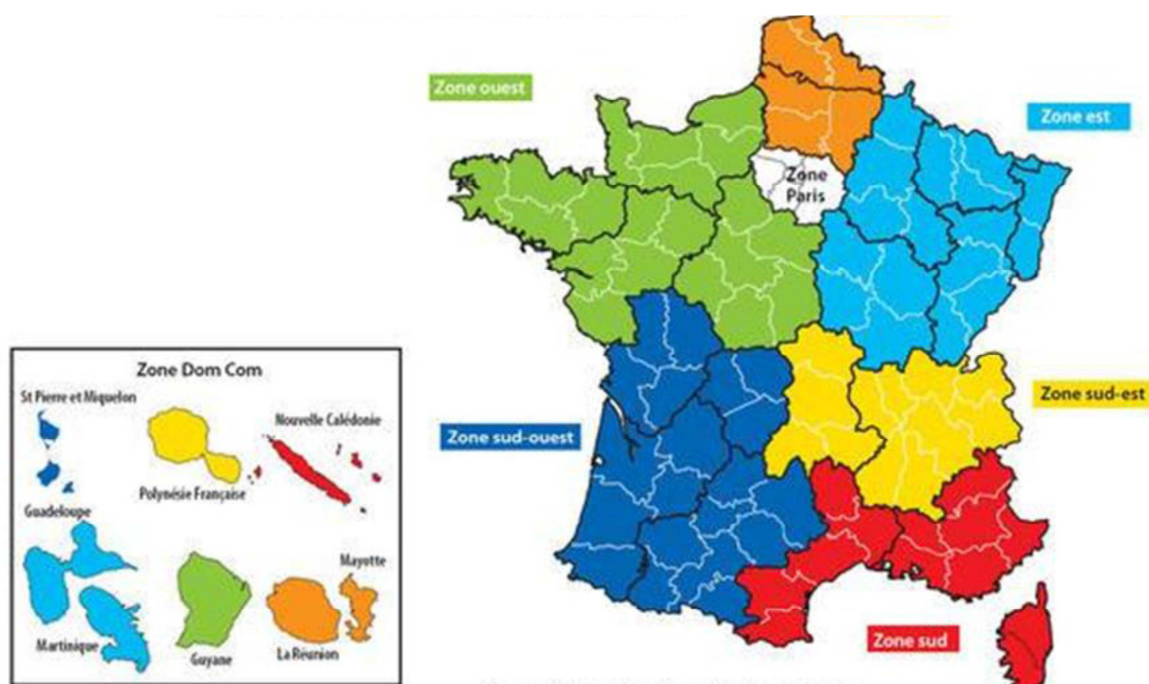 Zone ouest
Zone est
Zone
Paris
Zone sud-est
Zone sud-ouest
Zone sud
Zone Dom Com
St Pierre et Miquelon
Nouvelle Calédonie
Polynésie Française
Guadeloupe
Mayotte
Martinique
Guyane
La Réunion